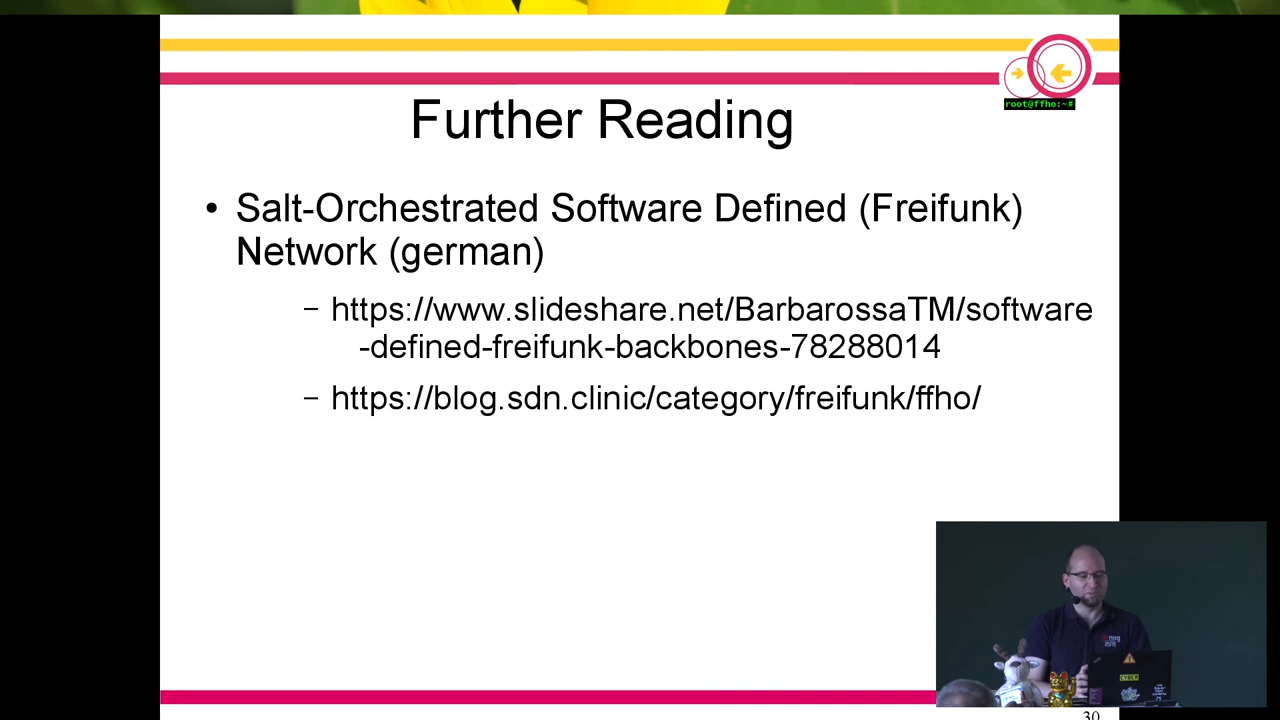 root@ffho:~#
Further Reading
• Salt-Orchestrated Software Defined (Freifunk)
Network (german)
– https://www.slideshare.net/BarbarossaTM/software
-defined-freifunk-backbones-78288014
– https://blog.sdn.clinic/category/freifunk/ffho/
CYBER
30